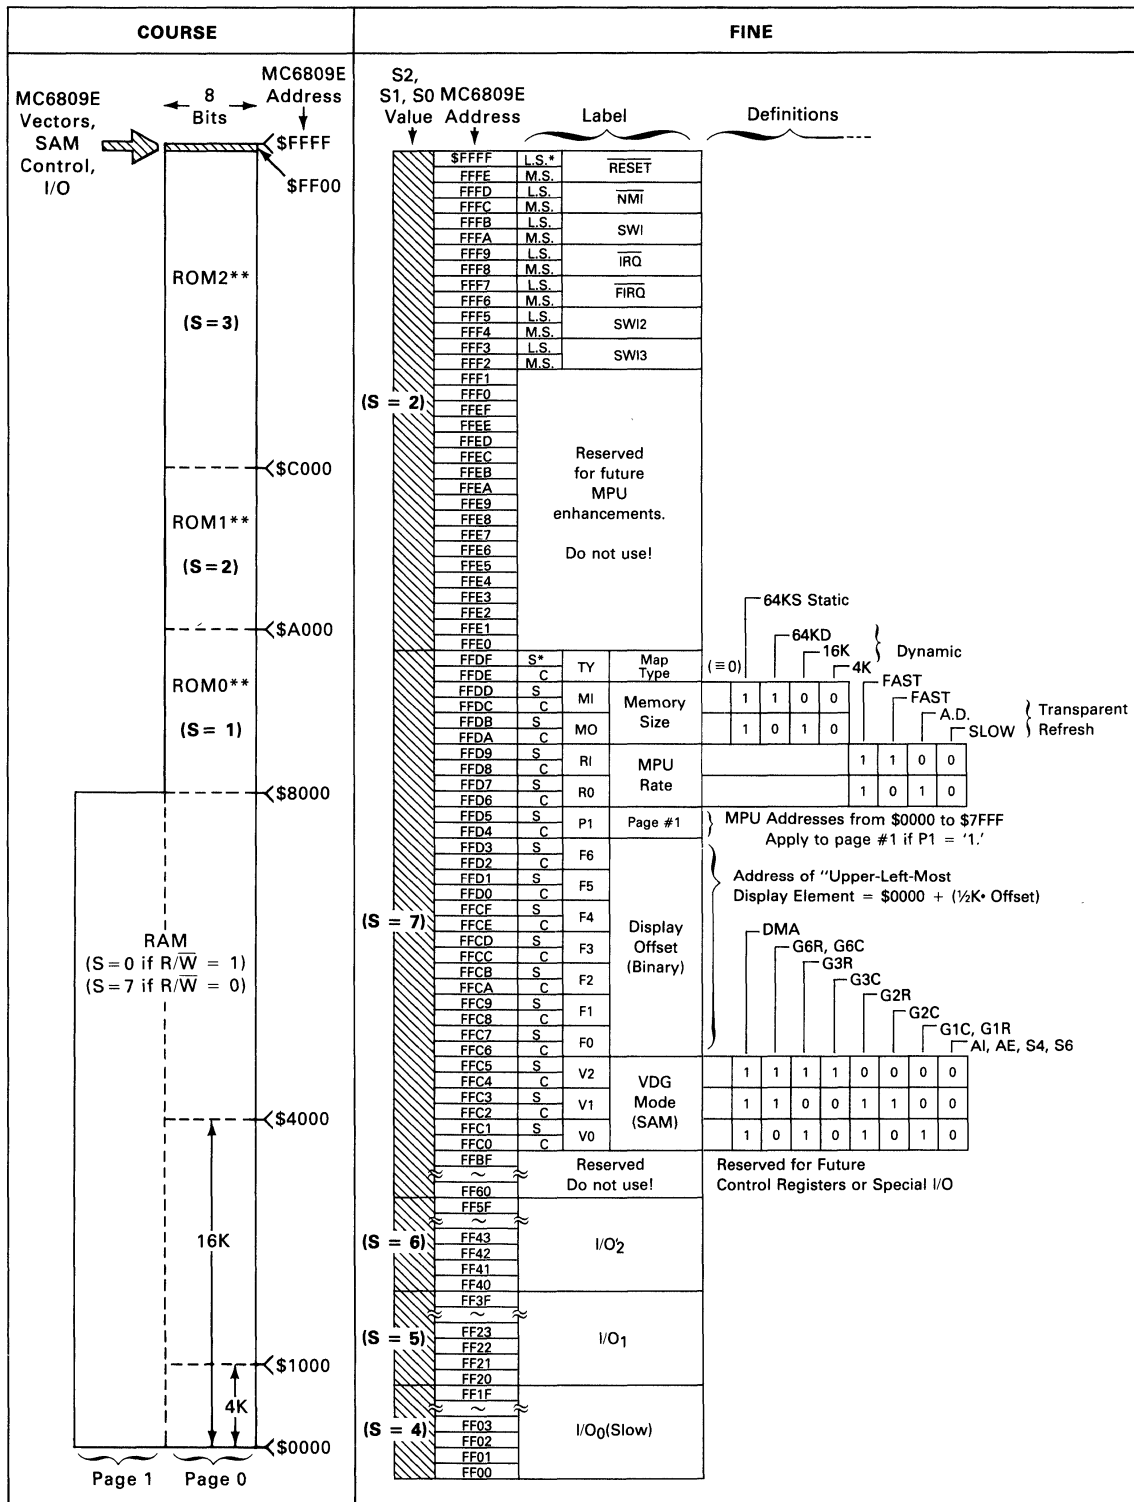 COURSE
FINE
MC6809E
Vectors,
SAM
Control,
I/O
8
Bits
MC6809E
Address
$FFFF
$FF00
ROM2**
(S=3)
$C000
ROM1**
(S=2)
$A000
ROM0**
(S=1)
$8000
RAM
(S=0 if R/W̅ = 1)
(S=7 if R/W̅ = 0)
$4000
16K
$1000
4K
$0000
Page 1
Page 0
S2,
S1, S0
Value
MC6809E
Address
Label
Definitions
$FFFF L.S.* R̅E̅S̅E̅T̅
FFFE M.S.
FFFD L.S. N̅M̅I̅
FFFC M.S.
FFFB L.S. SWI
FFFA M.S.
FFF9 L.S. I̅R̅Q̅
FFF8 M.S.
FFF7 L.S. F̅I̅R̅Q̅
FFF6 M.S.
FFF5 L.S. SWI2
FFF4 M.S.
FFF3 L.S. SWI3
FFF2 M.S.
FFF1
FFF0
FFEF
FFEE
FFED
FFEC
FFEB
FFEA
FFE9
FFE8
FFE7
FFE6
FFE5
FFE4
FFE3
FFE2
FFE1
FFE0
(S = 2)
Reserved
for future
MPU
enhancements.
Do not use!
64KS Static
64KD
16K
4K
Dynamic
(≡0)
FAST
FAST
A.D.
SLOW
Transparent
Refresh
FFDF S* TY Map
FFDE C Type
FFDD S MI Memory 1 1 0 0
FFDC C Size
FFDB S MO 1 0 1 0
FFDA C
FFD9 S RI MPU 1 1 0 0
FFD8 C Rate
FFD7 S R0 1 0 1 0
FFD6 C
FFD5 S P1 Page #1 MPU Addresses from $0000 to $7FFF
FFD4 C Apply to page #1 if P1 = '1.'
FFD3 S F6
FFD2 C
FFD1 S F5
FFD0 C
FFCF S F4
FFCE C
FFCD S F3
FFCC C
FFCB S F2
FFCA C
FFC9 S F1
FFC8 C
FFC7 S F0
FFC6 C
(S = 7)
Display
Offset
(Binary)
Address of "Upper-Left-Most
Display Element = $0000 + (½K• Offset)
DMA
G6R, G6C
G3R
G3C
G2R
G2C
G1C, G1R
AI, AE, S4, S6
FFC5 S V2 VDG 1 1 1 1 0 0 0 0
FFC4 C Mode
FFC3 S V1 (SAM) 1 1 0 0 1 1 0 0
FFC2 C
FFC1 S V0 1 0 1 0 1 0 1 0
FFC0 C
FFBF
~
FF60
Reserved
Do not use!
Reserved for Future
Control Registers or Special I/O
FF5F
~
FF43
FF42
FF41
FF40
(S = 6)
I/O2
FF3F
~
FF23
FF22
FF21
FF20
(S = 5)
I/O1
FF1F
~
FF03
FF02
FF01
FF00
(S = 4)
I/O0(Slow)